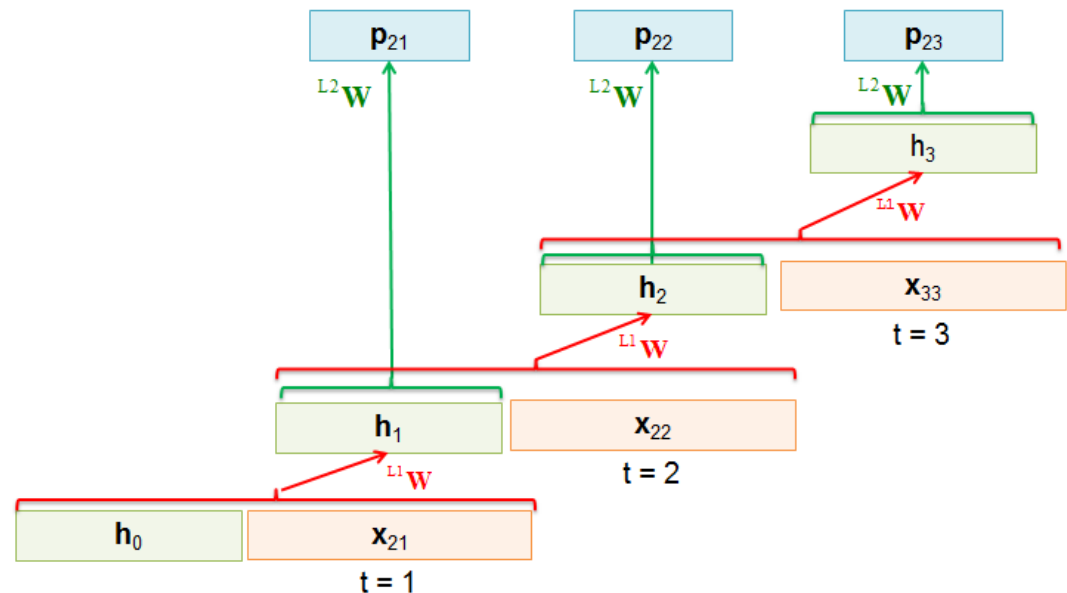 p₂₁ p₂₂ p₂₃
L2W L2W L2W
h₃
L1W
h₂ x₃₃
t = 3
L1W
h₁ x₂₂
t = 2
L1W
h₀ x₂₁
t = 1